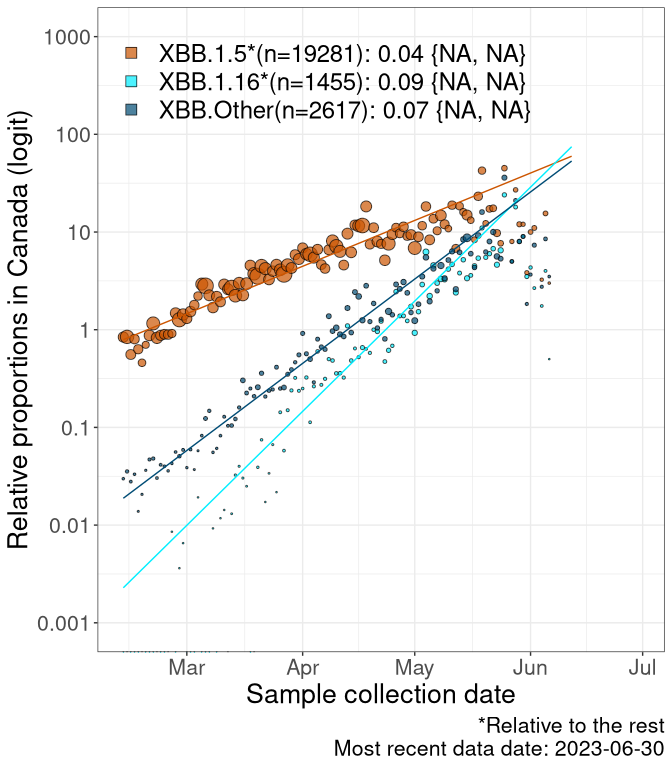 1000
100
10
1
0.1
0.01
0.001
Relative proportions in Canada (logit)
XBB.1.5*(n=19281): 0.04 {NA, NA}
XBB.1.16*(n=1455): 0.09 {NA, NA}
XBB.Other(n=2617): 0.07 {NA, NA}
Mar Apr May Jun Jul
Sample collection date
*Relative to the rest
Most recent data date: 2023-06-30